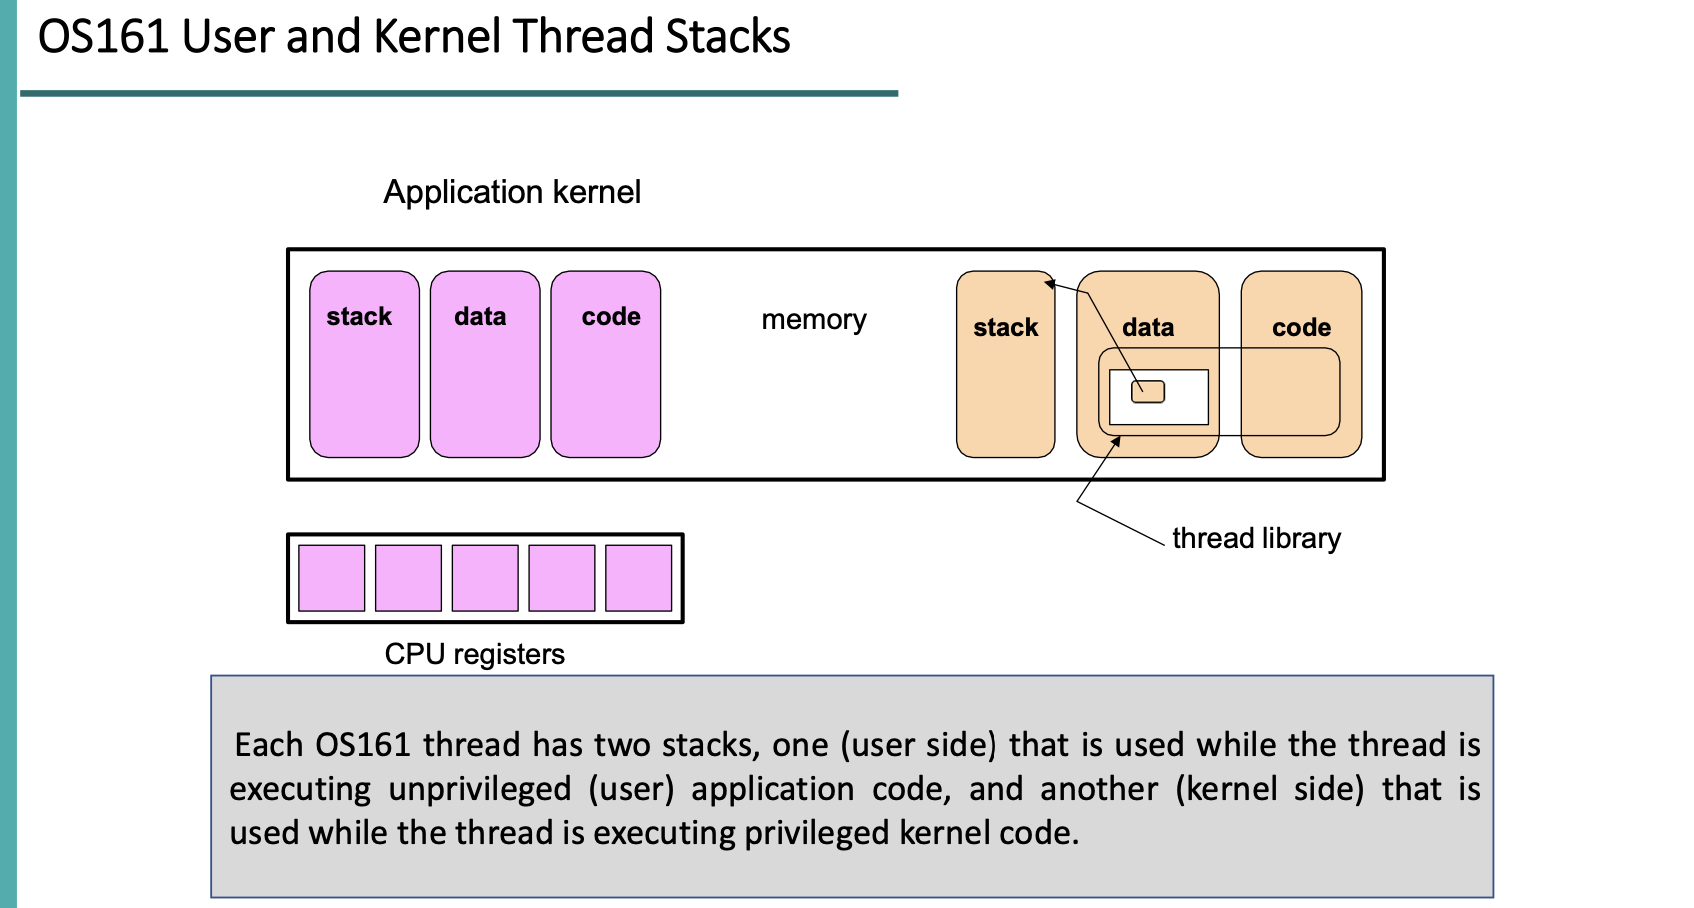 OS161 User and Kernel Thread Stacks
Application kernel
stack data code memory stack data code
thread library
CPU registers
Each OS161 thread has two stacks, one (user side) that is used while the thread is
executing unprivileged (user) application code, and another (kernel side) that is
used while the thread is executing privileged kernel code.